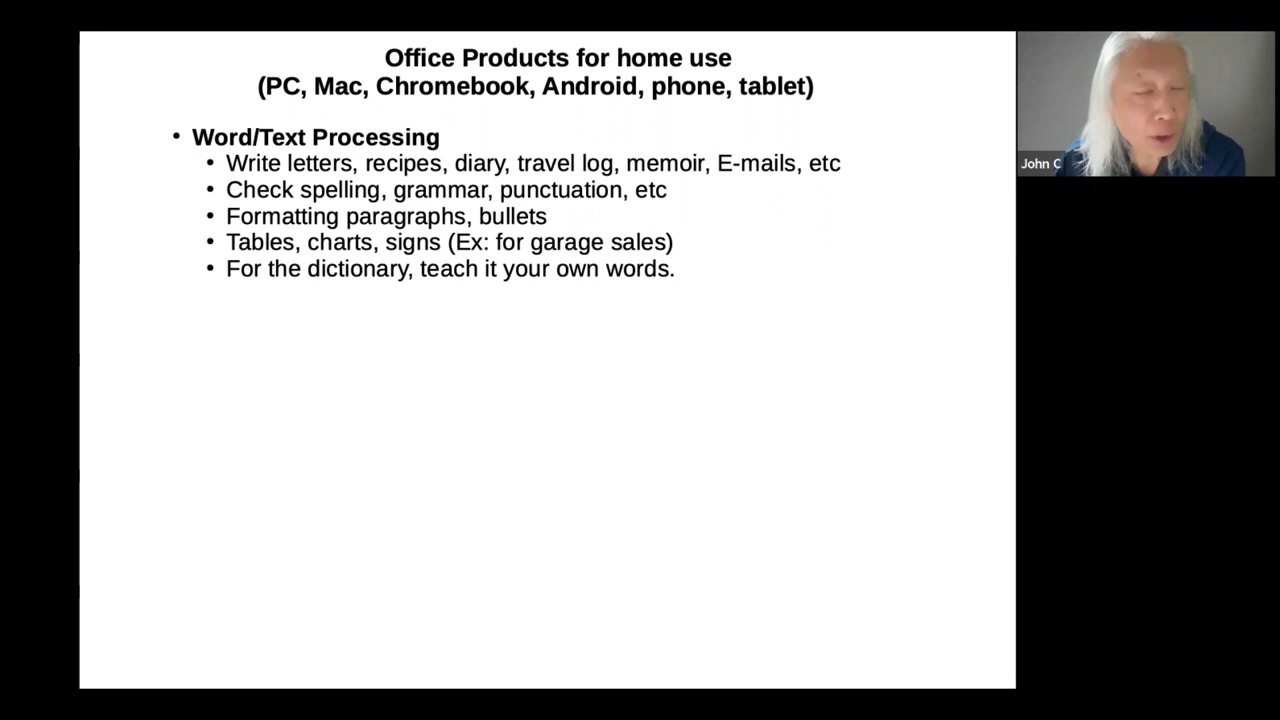 Office Products for home use
(PC, Mac, Chromebook, Android, phone, tablet)
• Word/Text Processing
• Write letters, recipes, diary, travel log, memoir, E-mails, etc
• Check spelling, grammar, punctuation, etc
• Formatting paragraphs, bullets
• Tables, charts, signs (Ex: for garage sales)
• For the dictionary, teach it your own words.
John C